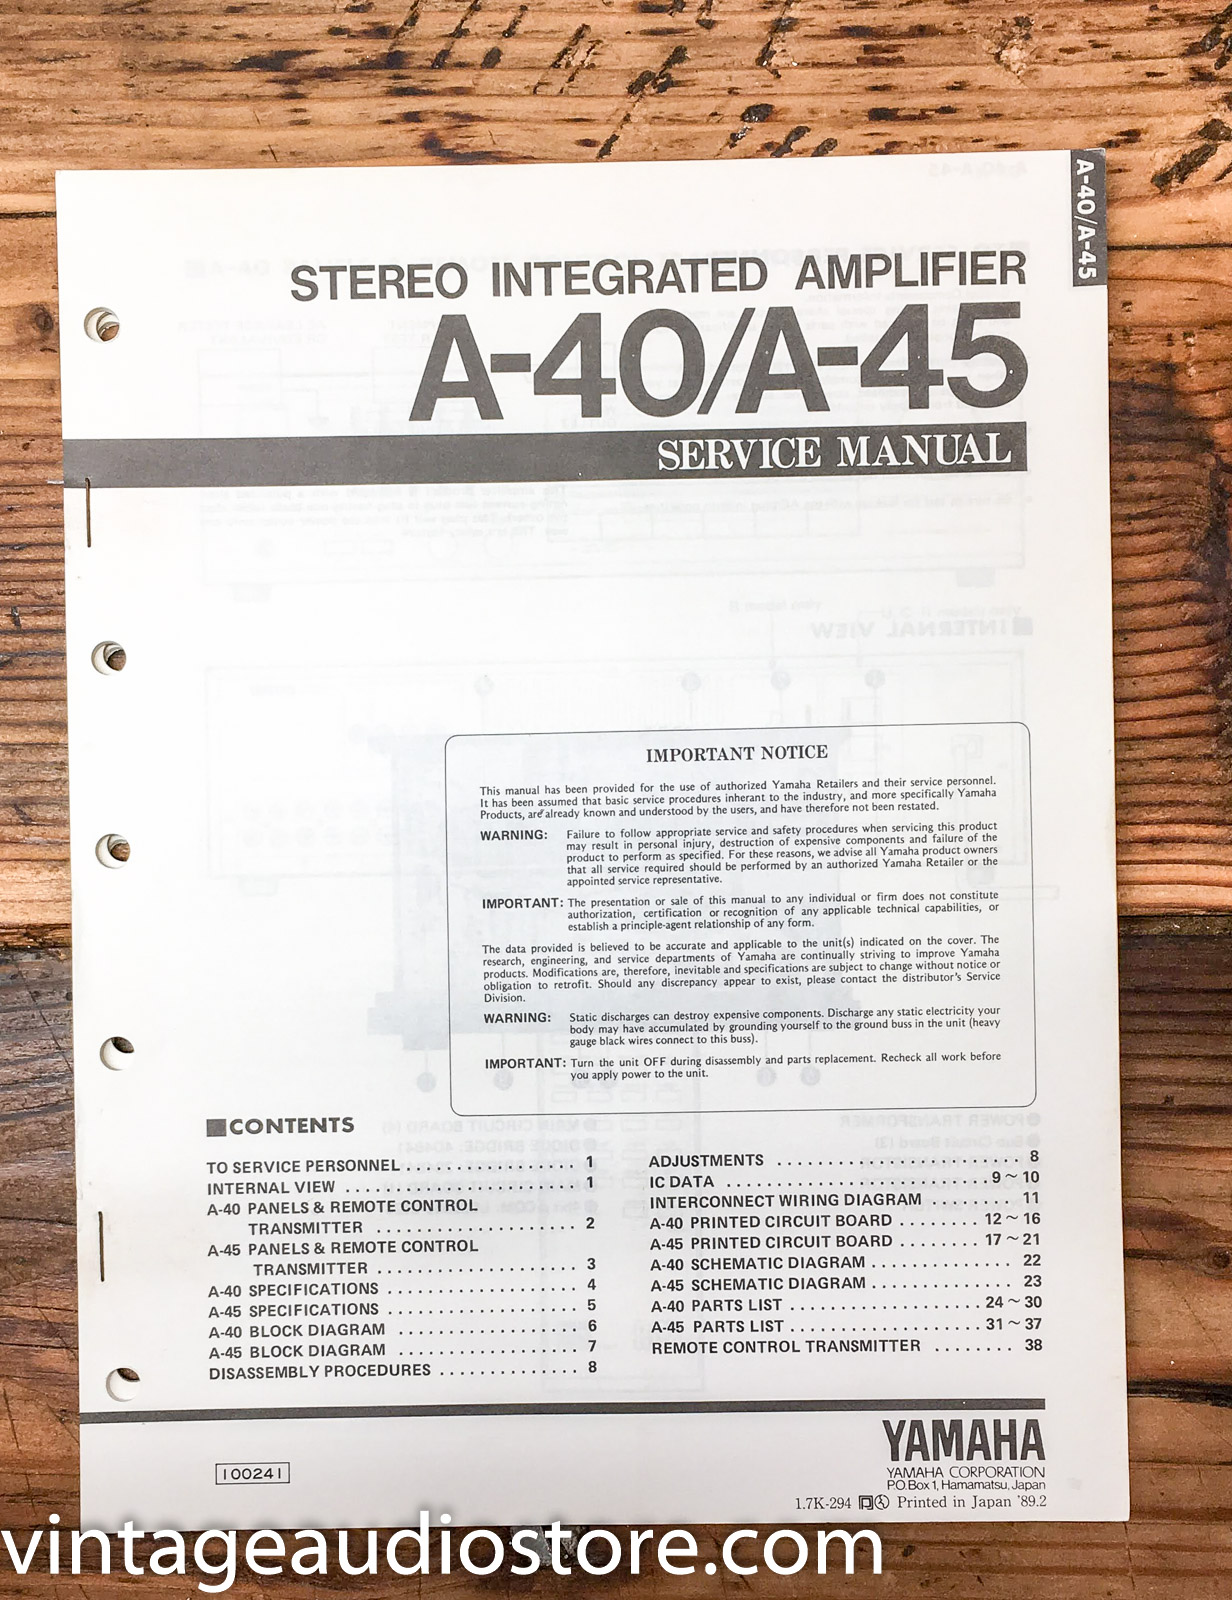 A-40/A-45
STEREO INTEGRATED AMPLIFIER
A-40/A-45
SERVICE MANUAL
IMPORTANT NOTICE
This manual has been provided for the use of authorized Yamaha Retailers and their service personnel.
It has been assumed that basic service procedures inherant to the industry, and more specifically Yamaha
Products, are already known and understood by the users, and have therefore not been restated.
WARNING: Failure to follow appropriate service and safety procedures when servicing this product
may result in personal injury, destruction of expensive components and failure of the
product to perform as specified. For these reasons, we advise all Yamaha product owners
that all service required should be performed by an authorized Yamaha Retailer or the
appointed service representative.
IMPORTANT: The presentation or sale of this manual to any individual or firm does not constitute
authorization, certification or recognition of any applicable technical capabilities, or
establish a principle-agent relationship of any form.
The data provided is believed to be accurate and applicable to the unit(s) indicated on the cover. The
research, engineering, and service departments of Yamaha are continually striving to improve Yamaha
products. Modifications are, therefore, inevitable and specifications are subject to change without notice or
obligation to retrofit. Should any discrepancy appear to exist, please contact the distributor's Service
Division.
WARNING: Static discharges can destroy expensive components. Discharge any static electricity your
body may have accumulated by grounding yourself to the ground buss in the unit (heavy
gauge black wires connect to this buss).
IMPORTANT: Turn the unit OFF during disassembly and parts replacement. Recheck all work before
you apply power to the unit.
■CONTENTS
TO SERVICE PERSONNEL . . . . . . . . . . . . . . . . . 1
INTERNAL VIEW . . . . . . . . . . . . . . . . . . . . . . . 1
A-40 PANELS & REMOTE CONTROL
TRANSMITTER . . . . . . . . . . . . . . . . . . . . 2
A-45 PANELS & REMOTE CONTROL
TRANSMITTER . . . . . . . . . . . . . . . . . . . . 3
A-40 SPECIFICATIONS . . . . . . . . . . . . . . . . . . . 4
A-45 SPECIFICATIONS . . . . . . . . . . . . . . . . . . . 5
A-40 BLOCK DIAGRAM . . . . . . . . . . . . . . . . . . 6
A-45 BLOCK DIAGRAM . . . . . . . . . . . . . . . . . . 7
DISASSEMBLY PROCEDURES . . . . . . . . . . . . . . 8
ADJUSTMENTS . . . . . . . . . . . . . . . . . . . . . . . . 8
IC DATA . . . . . . . . . . . . . . . . . . . . . . . . . . 9 ~ 10
INTERCONNECT WIRING DIAGRAM . . . . . . . . . 11
A-40 PRINTED CIRCUIT BOARD . . . . . . . . 12 ~ 16
A-45 PRINTED CIRCUIT BOARD . . . . . . . . 17 ~ 21
A-40 SCHEMATIC DIAGRAM . . . . . . . . . . . . . . 22
A-45 SCHEMATIC DIAGRAM . . . . . . . . . . . . . . 23
A-40 PARTS LIST . . . . . . . . . . . . . . . . . . . 24 ~ 30
A-45 PARTS LIST . . . . . . . . . . . . . . . . . . . 31 ~ 37
REMOTE CONTROL TRANSMITTER . . . . . . . . 38
100241
YAMAHA
YAMAHA CORPORATION
P.O.Box 1, Hamamatsu, Japan
1.7K-294 Printed in Japan '89.2
vintageaudiostore.com